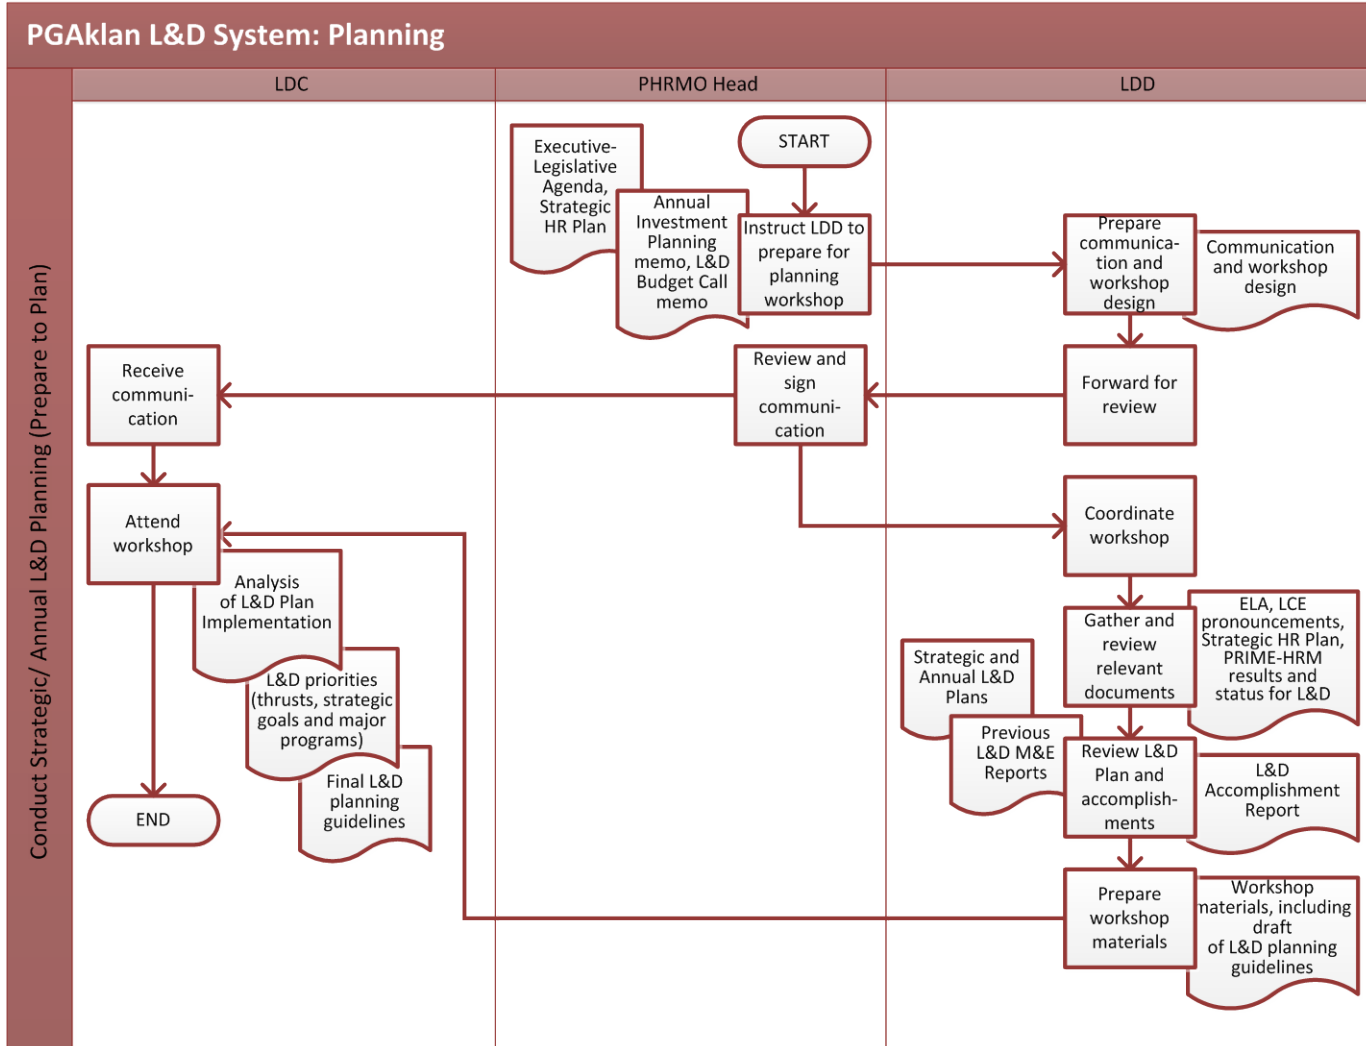 PGAklan L&D System: Planning
LDC
PHRMO Head
LDD
Conduct Strategic/ Annual L&D Planning (Prepare to Plan)
START
Executive-
Legislative
Agenda,
Strategic
HR Plan
Annual
Investment
Planning
memo, L&D
Budget Call
memo
Instruct LDD to
prepare for
planning
workshop
Prepare
communica-
tion and
workshop
design
Communication
and workshop
design
Receive
communi-
cation
Review and
sign
communi-
cation
Forward for
review
Attend
workshop
Coordinate
workshop
Analysis
of L&D Plan
Implementation
L&D priorities
(thrusts, strategic
goals and major
programs)
Final L&D
planning
guidelines
END
Gather and
review
relevant
documents
ELA, LCE
pronouncements,
Strategic HR Plan,
PRIME-HRM
results and
status for L&D
Strategic and
Annual L&D
Plans
Previous
L&D M&E
Reports
Review L&D
Plan and
accomplish-
ments
L&D
Accomplishment
Report
Prepare
workshop
materials
Workshop
materials, including
draft
of L&D planning
guidelines